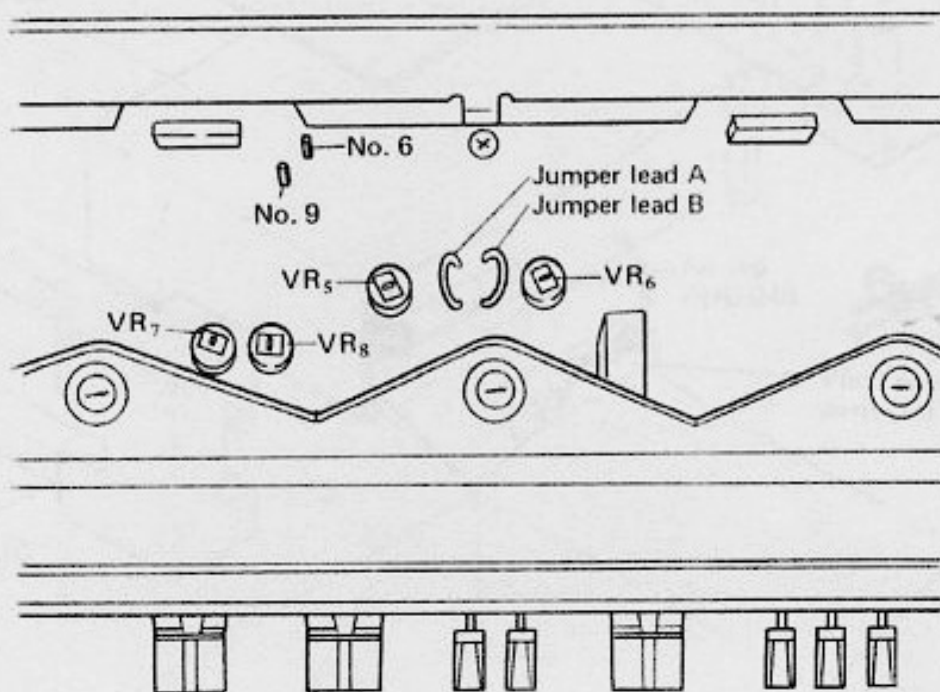 No. 6
No. 9
Jumper lead A
Jumper lead B
VR₅
VR₆
VR₇
VR₈